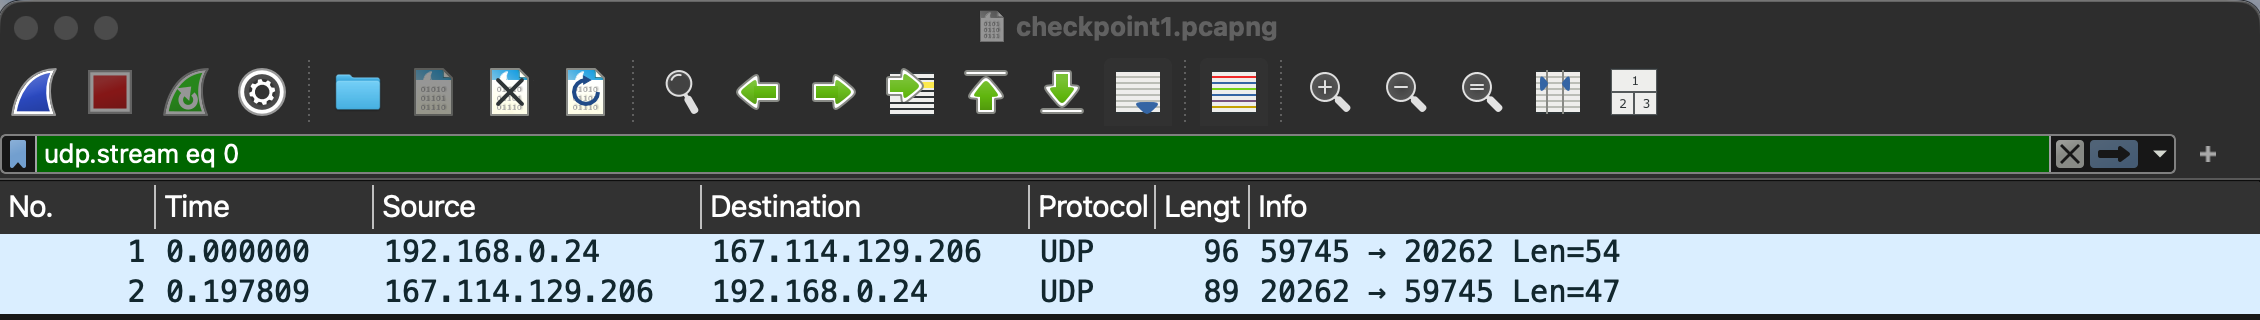 checkpoint1.pcapng
udp.stream eq 0
No. Time Source Destination Protocol Lengt Info
1 0.000000 192.168.0.24 167.114.129.206 UDP 96 59745 → 20262 Len=54
2 0.197809 167.114.129.206 192.168.0.24 UDP 89 20262 → 59745 Len=47